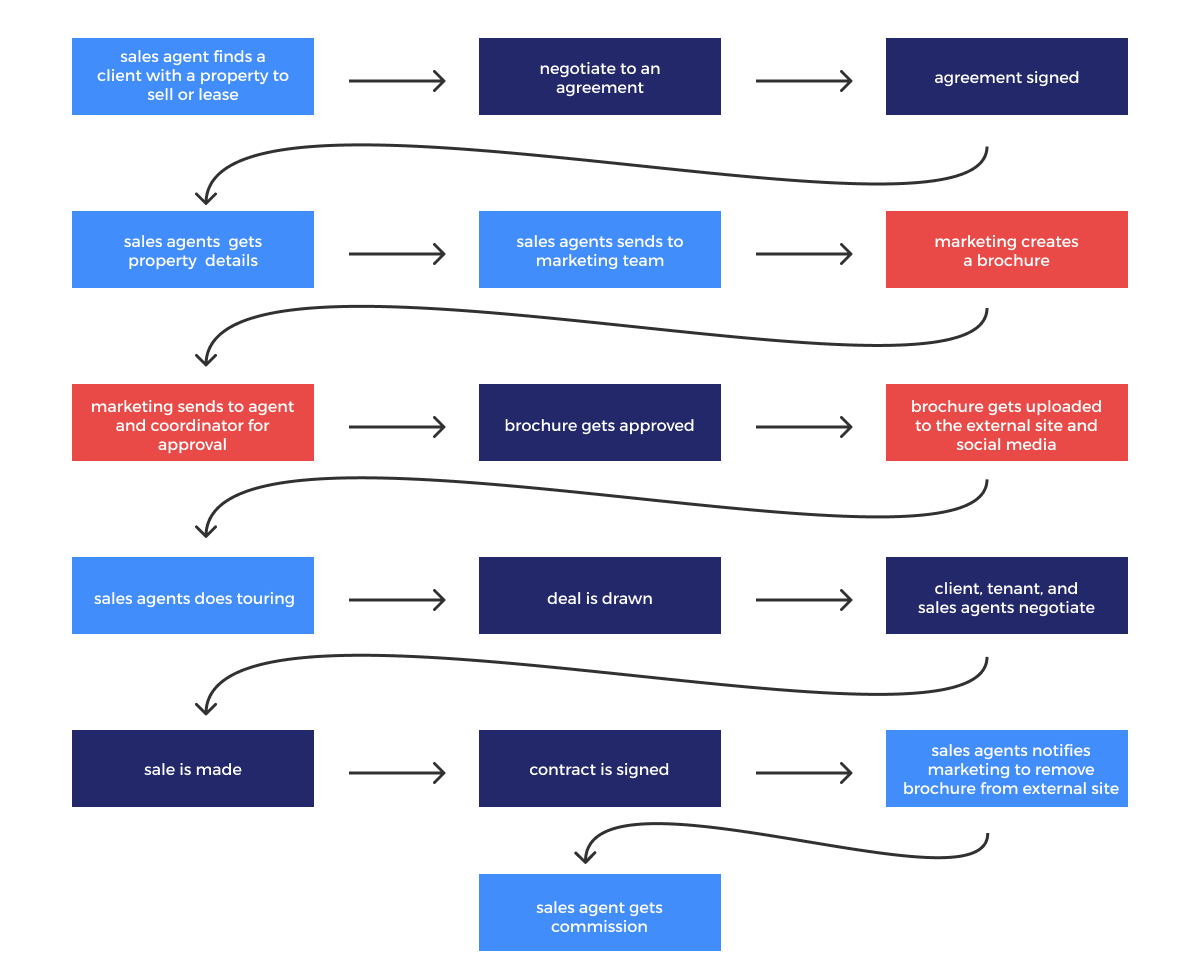 sales agent finds a
client with a property to
sell or lease
negotiate to an
agreement
agreement signed
sales agents  gets
property  details
sales agents sends to
marketing team
marketing creates
a brochure
marketing sends to agent
and coordinator for
approval
brochure gets approved
brochure gets uploaded
to the external site and
social media
sales agents does touring
deal is drawn
client, tenant, and
sales agents negotiate
sale is made
contract is signed
sales agents notifies
marketing to remove
brochure from external site
sales agent gets
commission